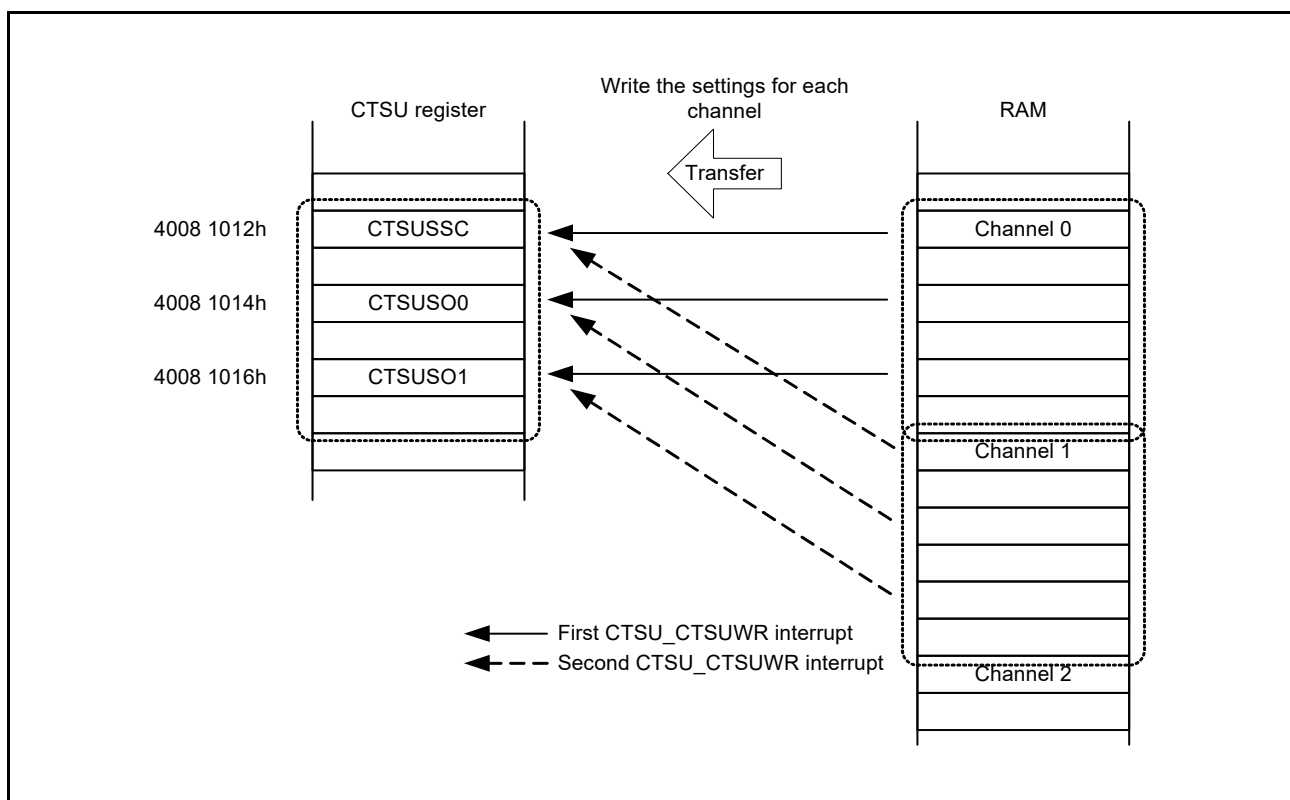 Write the settings for each
channel
CTSU register
RAM
Transfer
4008 1012h
CTSUSSC
Channel 0
4008 1014h
CTSUSO0
4008 1016h
CTSUSO1
Channel 1
First CTSU_CTSUWR interrupt
Second CTSU_CTSUWR interrupt
Channel 2